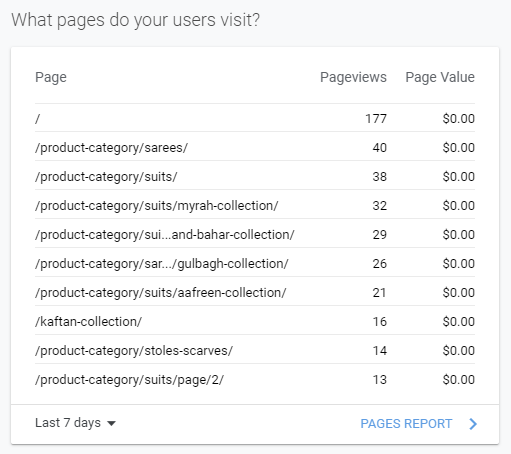 What pages do your users visit?
Page Pageviews Page Value
/ 177 $0.00
/product-category/sarees/ 40 $0.00
/product-category/suits/ 38 $0.00
/product-category/suits/myrah-collection/ 32 $0.00
/product-category/sui...and-bahar-collection/ 29 $0.00
/product-category/sar.../gulbagh-collection/ 26 $0.00
/product-category/suits/aafreen-collection/ 21 $0.00
/kaftan-collection/ 16 $0.00
/product-category/stoles-scarves/ 14 $0.00
/product-category/suits/page/2/ 13 $0.00
Last 7 days PAGES REPORT